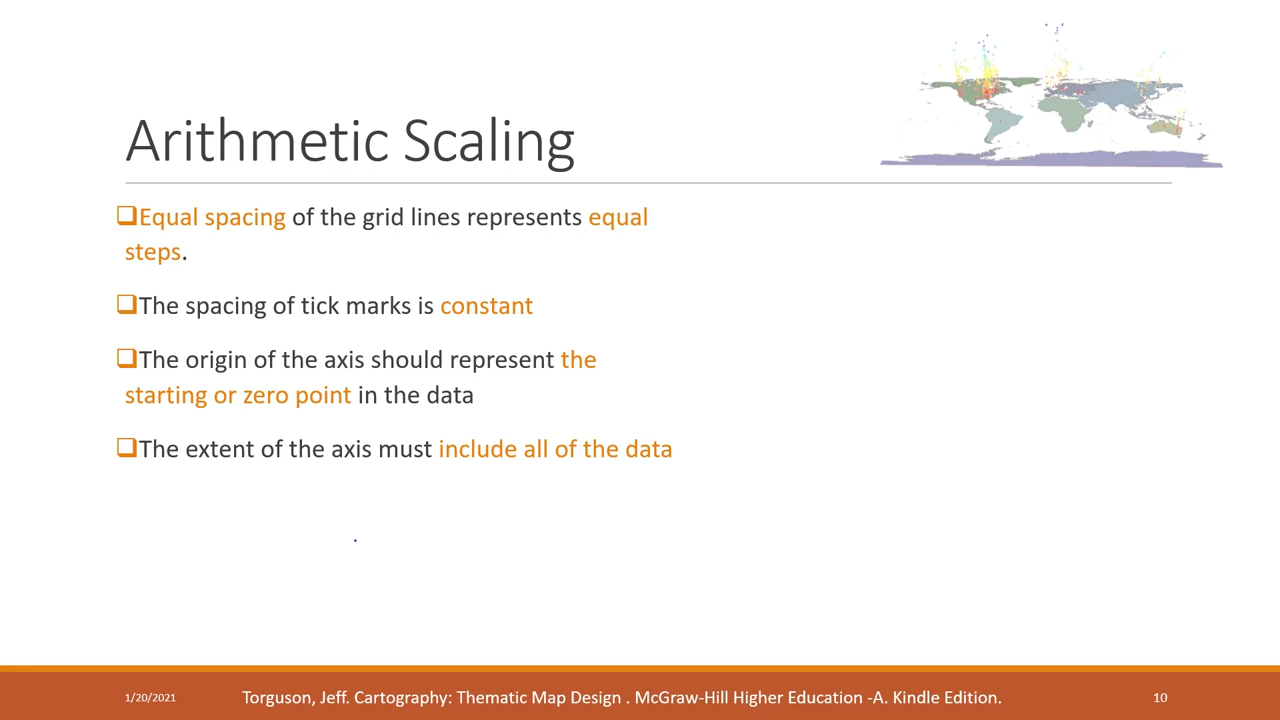 Arithmetic Scaling
Equal spacing of the grid lines represents equal
steps.
The spacing of tick marks is constant
The origin of the axis should represent the
starting or zero point in the data
The extent of the axis must include all of the data
1/20/2021
Torguson, Jeff. Cartography: Thematic Map Design . McGraw-Hill Higher Education -A. Kindle Edition.
10